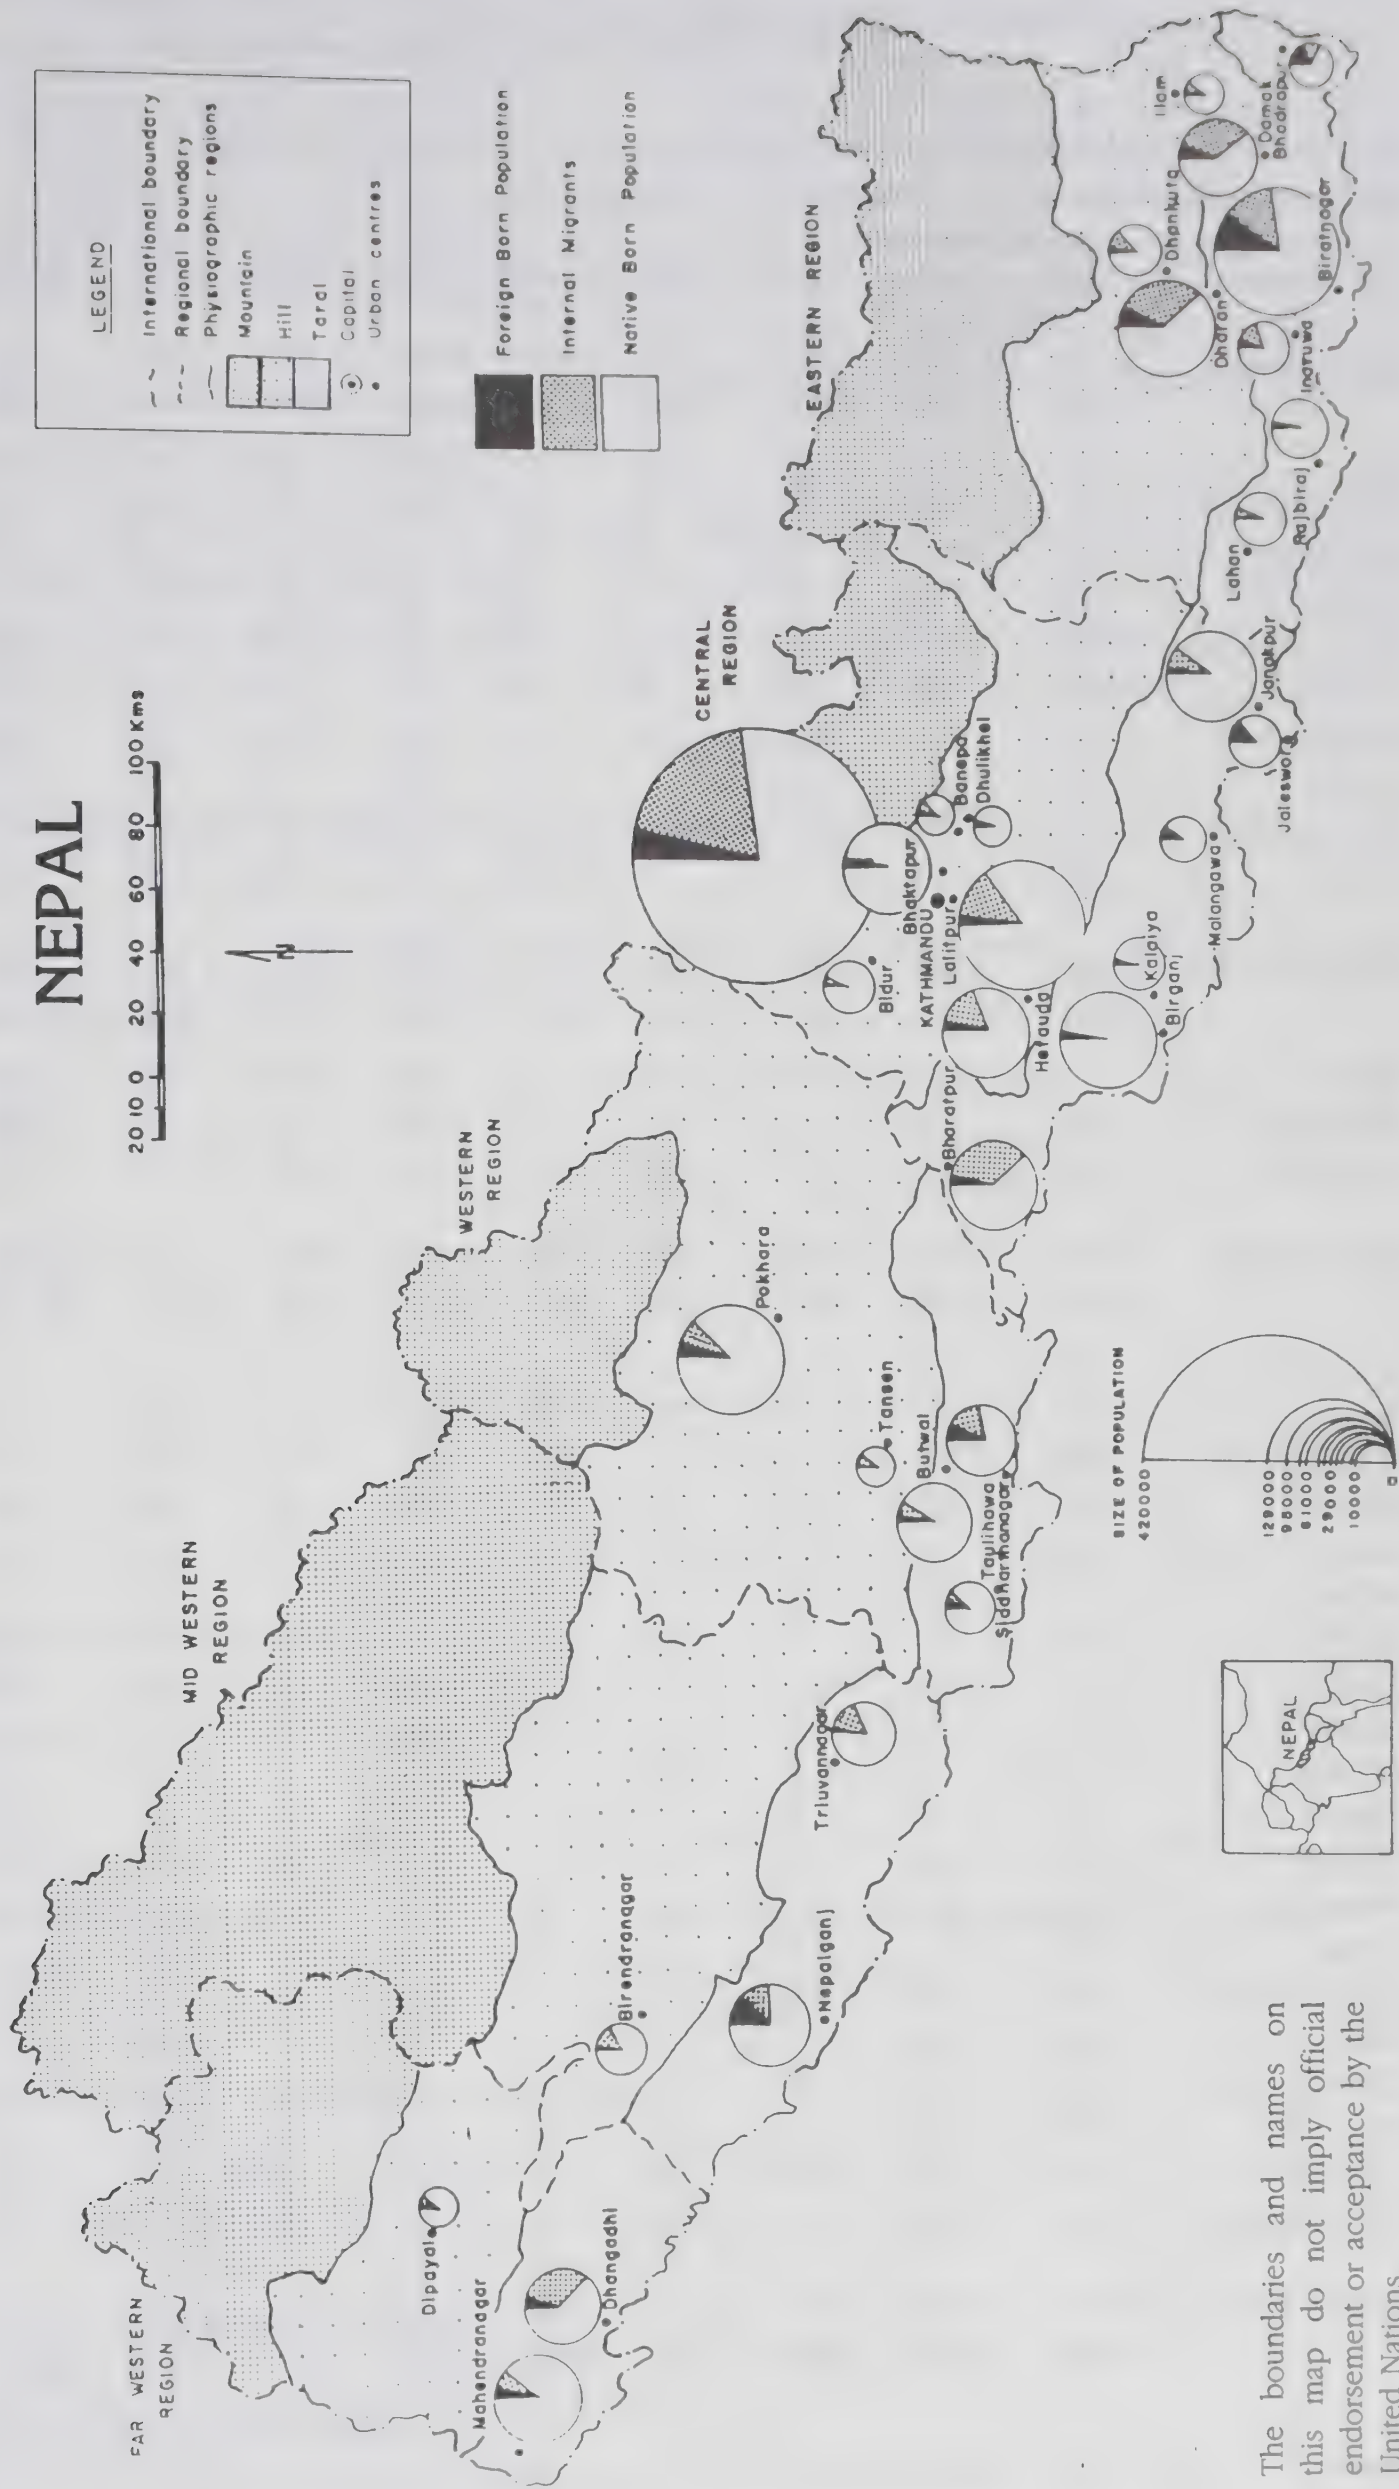 NEPAL
20 10 0 20 40 60 80 100 Kms
N
LEGEND
International boundary
Regional boundary
Physiographic regions
Mountain
Hill
Tarai
Capital
Urban centres
Foreign Born Population
Internal Migrants
Native Born Population
FAR WESTERN
REGION
MID WESTERN
REGION
WESTERN
REGION
CENTRAL
REGION
EASTERN REGION
Mahendranagar
Dhangadhi
Dipayal
Birendranagar
Nepalganj
Triuvannagar
Taulihawa
Siddharthanagar
Butwal
Tansen
Pokhara
Bharatpur
Hetauda
Bidur
KATHMANDU
Lalitpur
Bhaktapur
Banepa
Dhulikhel
Birganj
Kalaiya
Malangawa
Jaleswor
Janakpur
Lahan
Rajbiraj
Inaruwa
Dharan
Dhankuta
Biratnagar
Ilam
Damak
Bhadrapur
SIZE OF POPULATION
420000
129000
98000
61000
29000
10000
0
NEPAL
The boundaries and names on
this map do not imply official
endorsement or acceptance by the
United Nations